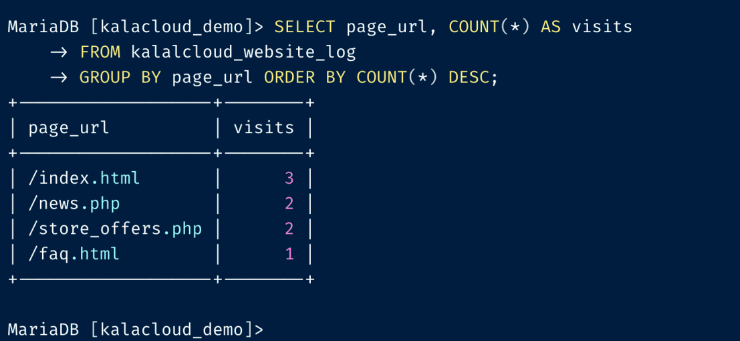 MariaDB [kalacloud_demo]> SELECT page_url, COUNT(*) AS visits
    -> FROM kalalcloud_website_log
    -> GROUP BY page_url ORDER BY COUNT(*) DESC;
+-------------------+--------+
| page_url          | visits |
+-------------------+--------+
| /index.html       |      3 |
| /news.php         |      2 |
| /store_offers.php |      2 |
| /faq.html         |      1 |
+-------------------+--------+
MariaDB [kalacloud_demo]>